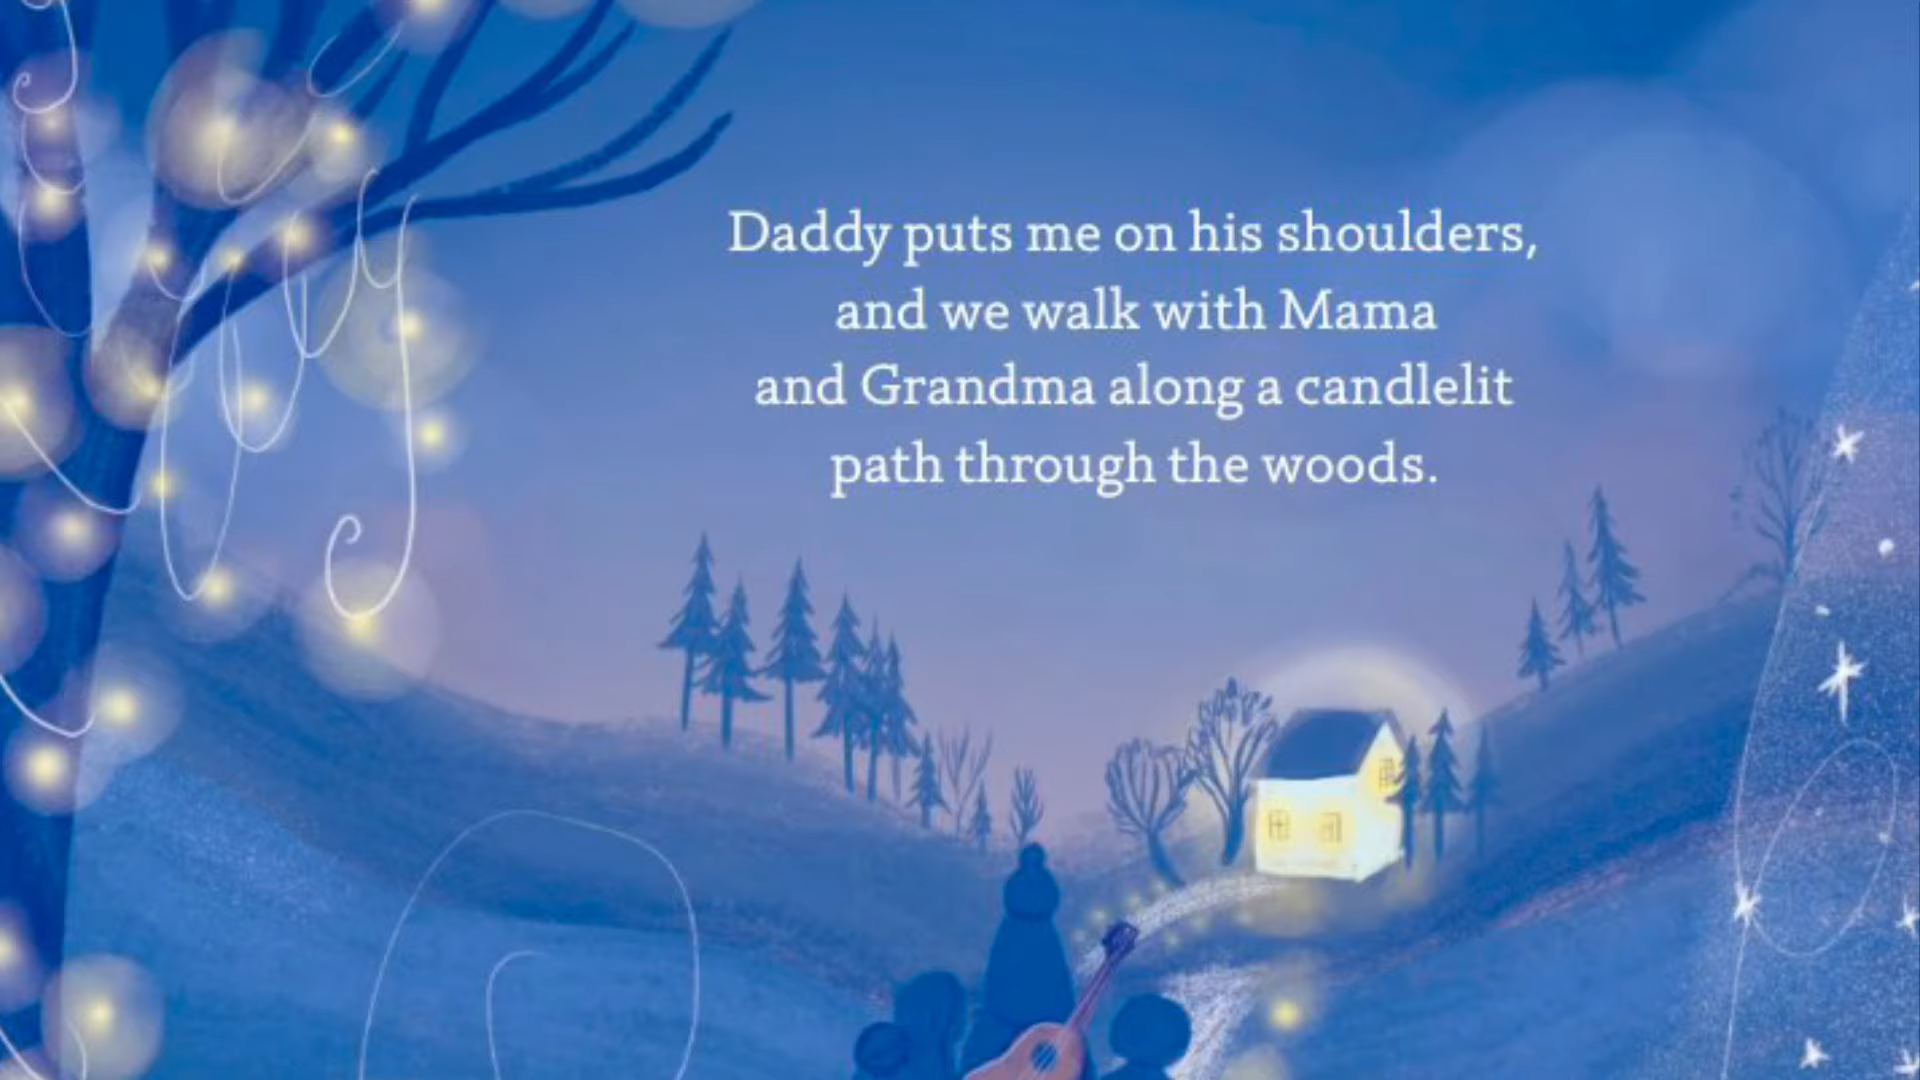 Daddy puts me on his shoulders,
and we walk with Mama
and Grandma along a candlelit
path through the woods.